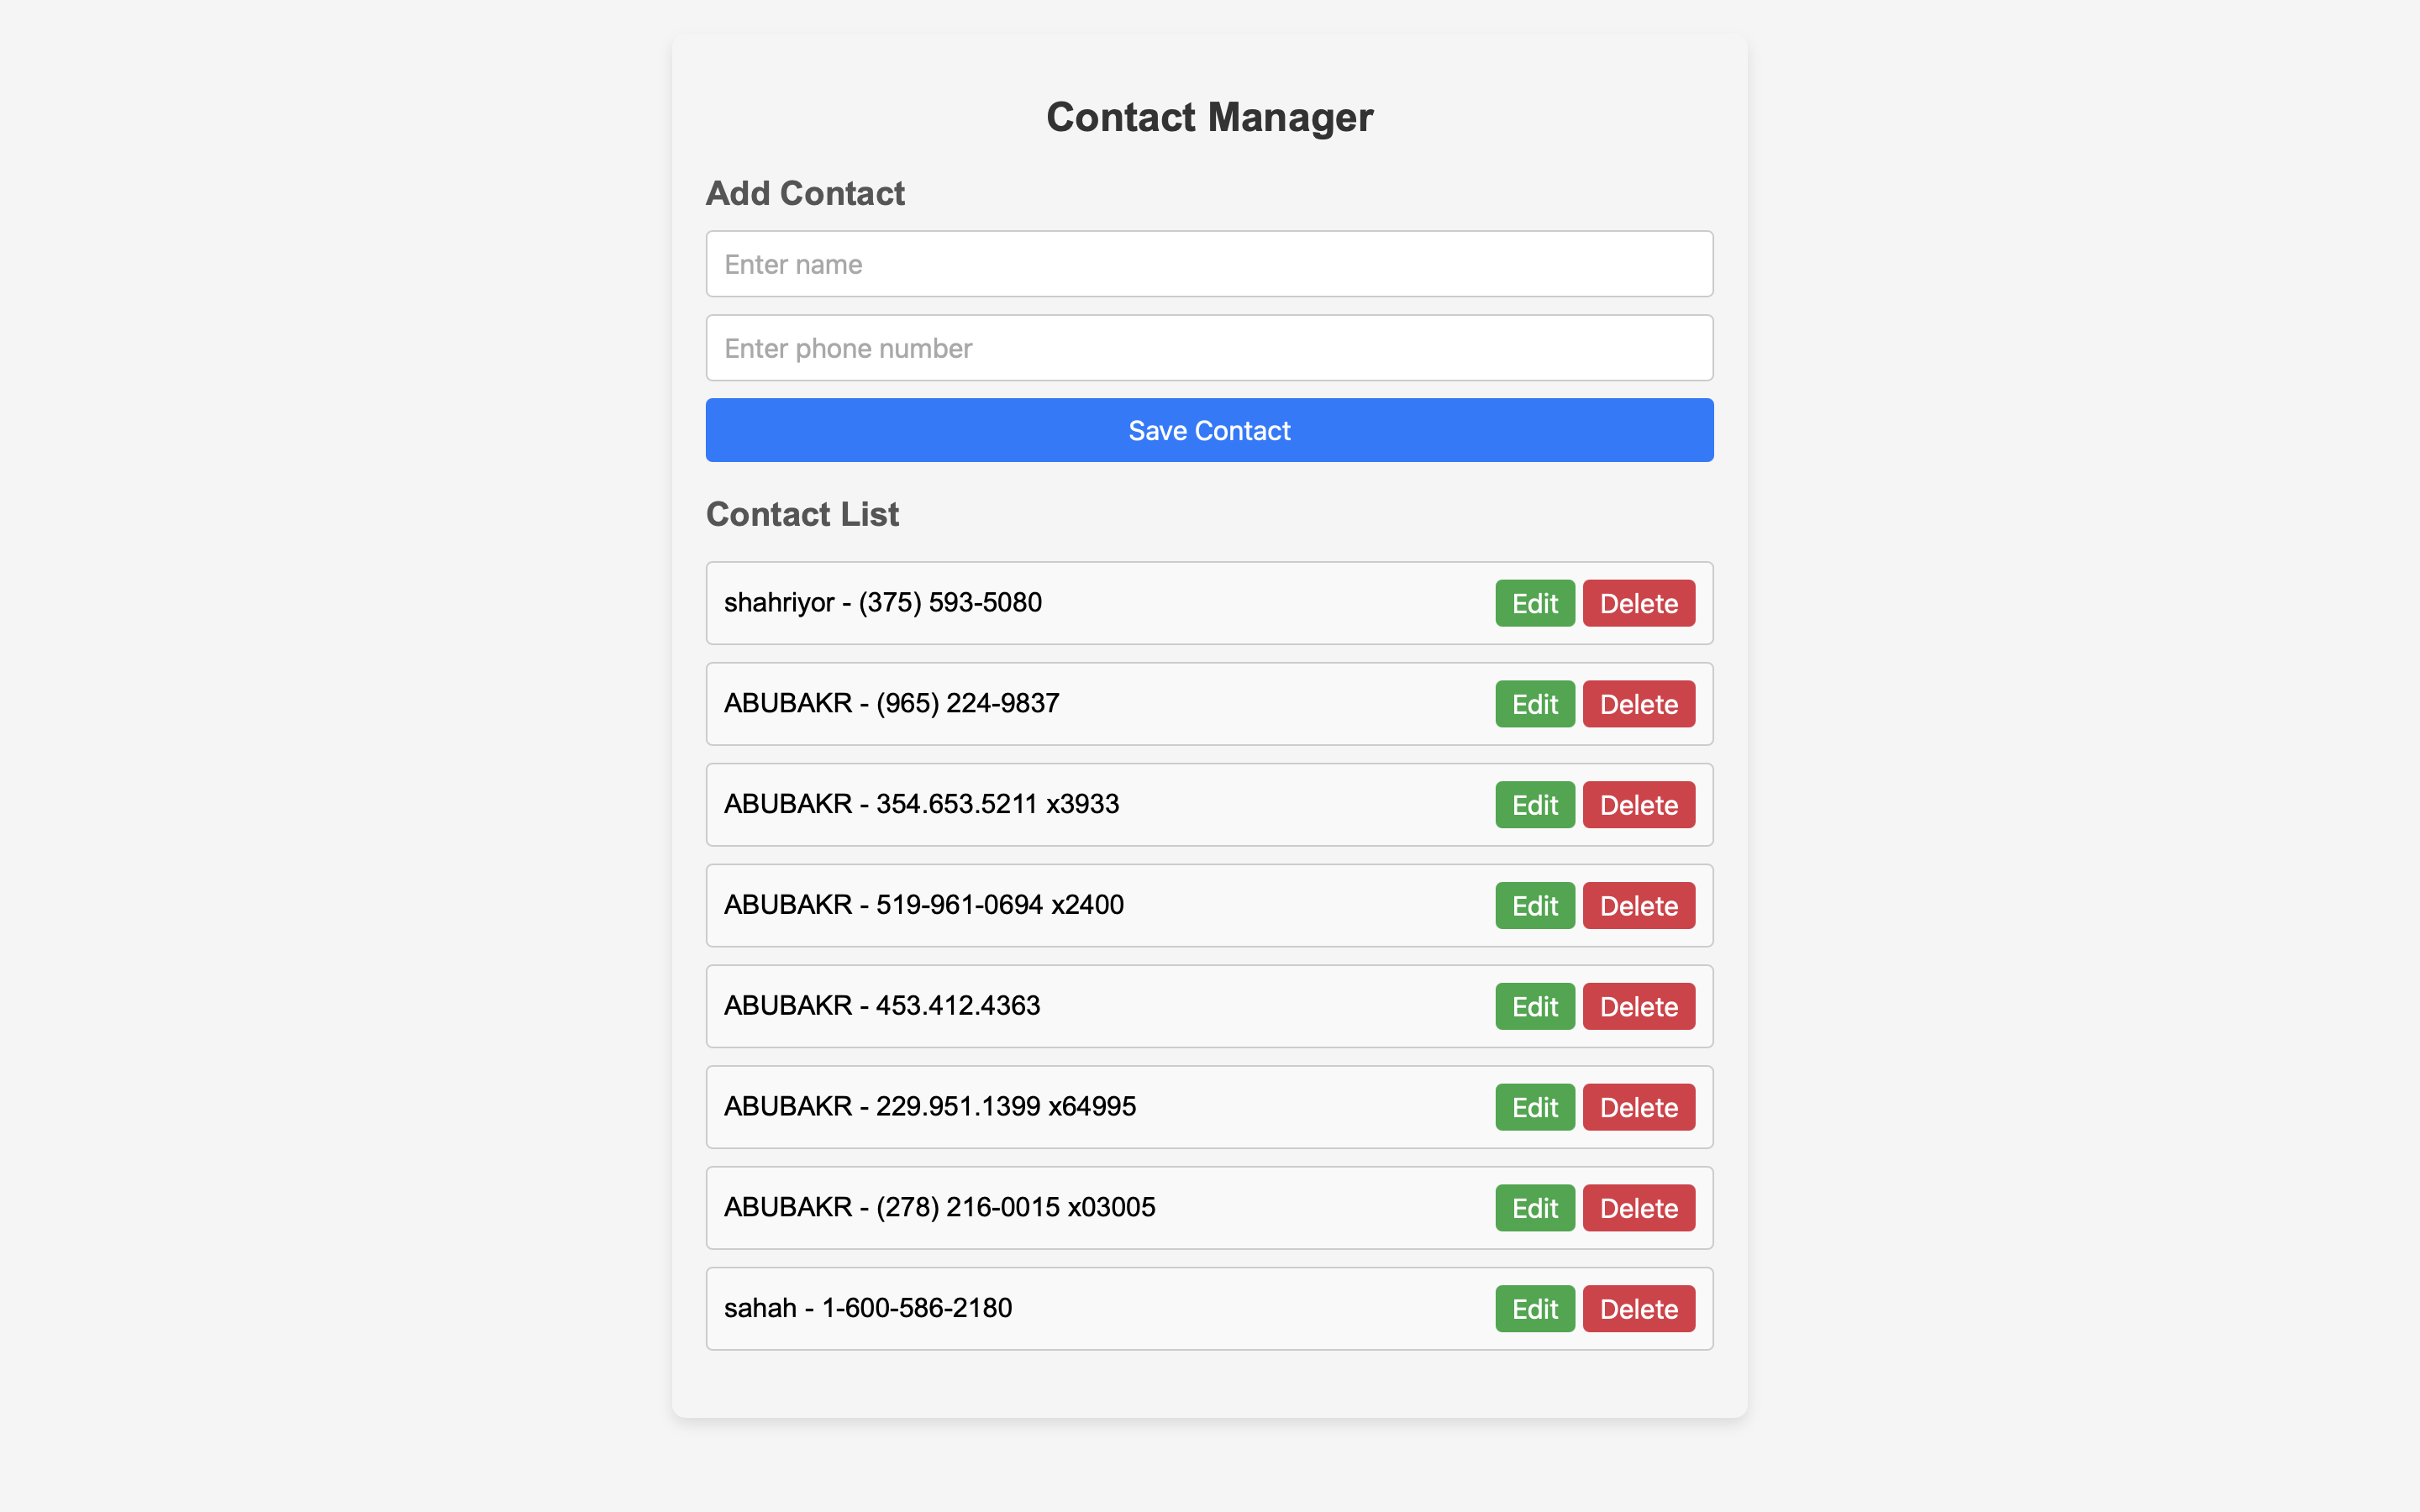 Contact Manager
Add Contact
Enter name
Enter phone number
Save Contact
Contact List
shahriyor - (375) 593-5080 Edit Delete
ABUBAKR - (965) 224-9837 Edit Delete
ABUBAKR - 354.653.5211 x3933 Edit Delete
ABUBAKR - 519-961-0694 x2400 Edit Delete
ABUBAKR - 453.412.4363 Edit Delete
ABUBAKR - 229.951.1399 x64995 Edit Delete
ABUBAKR - (278) 216-0015 x03005 Edit Delete
sahah - 1-600-586-2180 Edit Delete